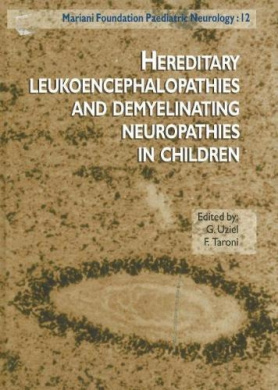 Mariani Foundation Paediatric Neurology: 12
HEREDITARY
LEUKOENCEPHALOPATHIES
AND DEMYELINATING
NEUROPATHIES
IN CHILDREN
Edited by:
G. Uziel
F. Taroni